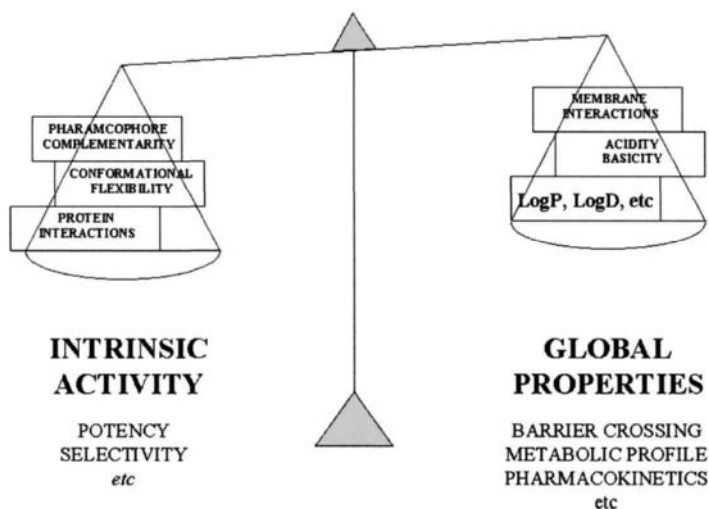 PHARAMCOPHORE
COMPLEMENTARITY
CONFORMATIONAL
FLEXIBILITY
PROTEIN
INTERACTIONS
MEMBRANE
INTERACTIONS
ACIDITY
BASICITY
LogP, LogD, etc
INTRINSIC
ACTIVITY
POTENCY
SELECTIVITY
etc
GLOBAL
PROPERTIES
BARRIER CROSSING
METABOLIC PROFILE
PHARMACOKINETICS
etc